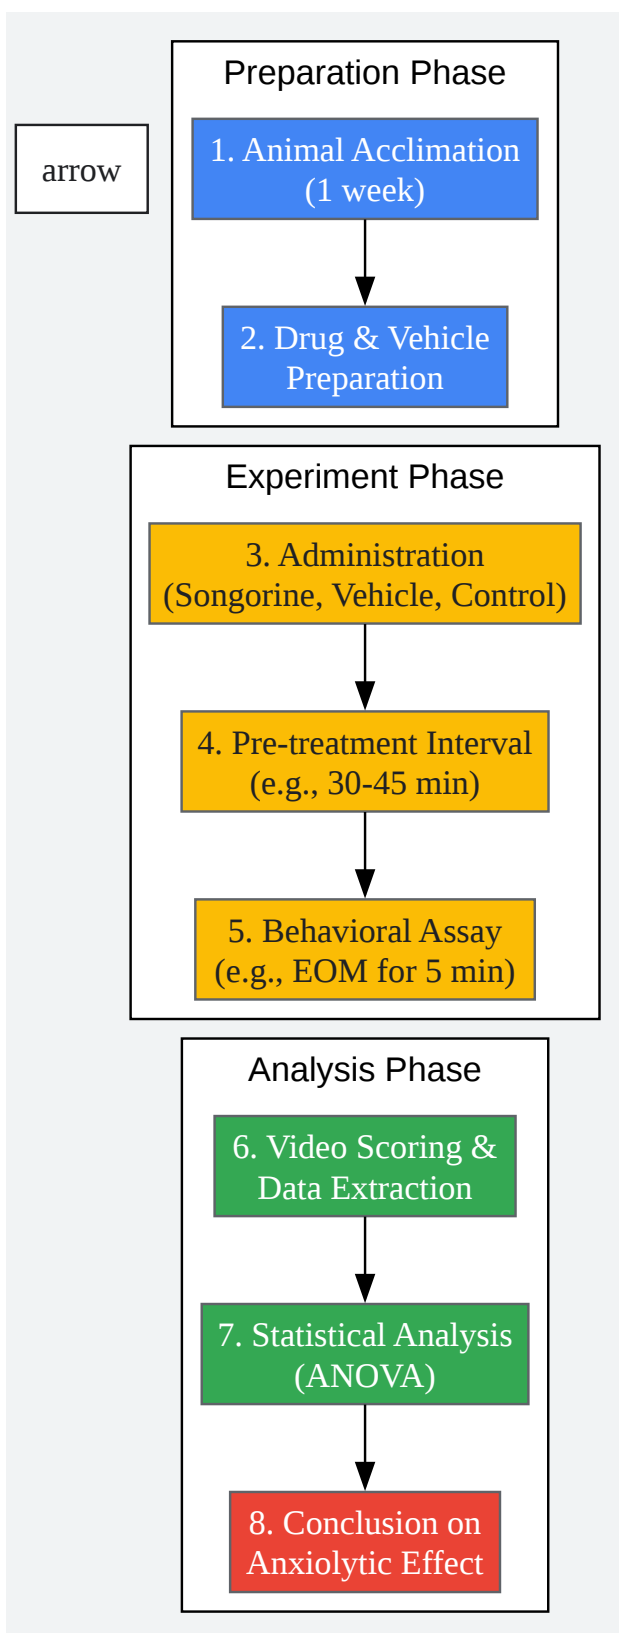 Preparation Phase
arrow
1. Animal Acclimation
(1 week)
2. Drug & Vehicle
Preparation
Experiment Phase
3. Administration
(Songorine, Vehicle, Control)
4. Pre-treatment Interval
(e.g., 30-45 min)
5. Behavioral Assay
(e.g., EOM for 5 min)
Analysis Phase
6. Video Scoring &
Data Extraction
7. Statistical Analysis
(ANOVA)
8. Conclusion on
Anxiolytic Effect